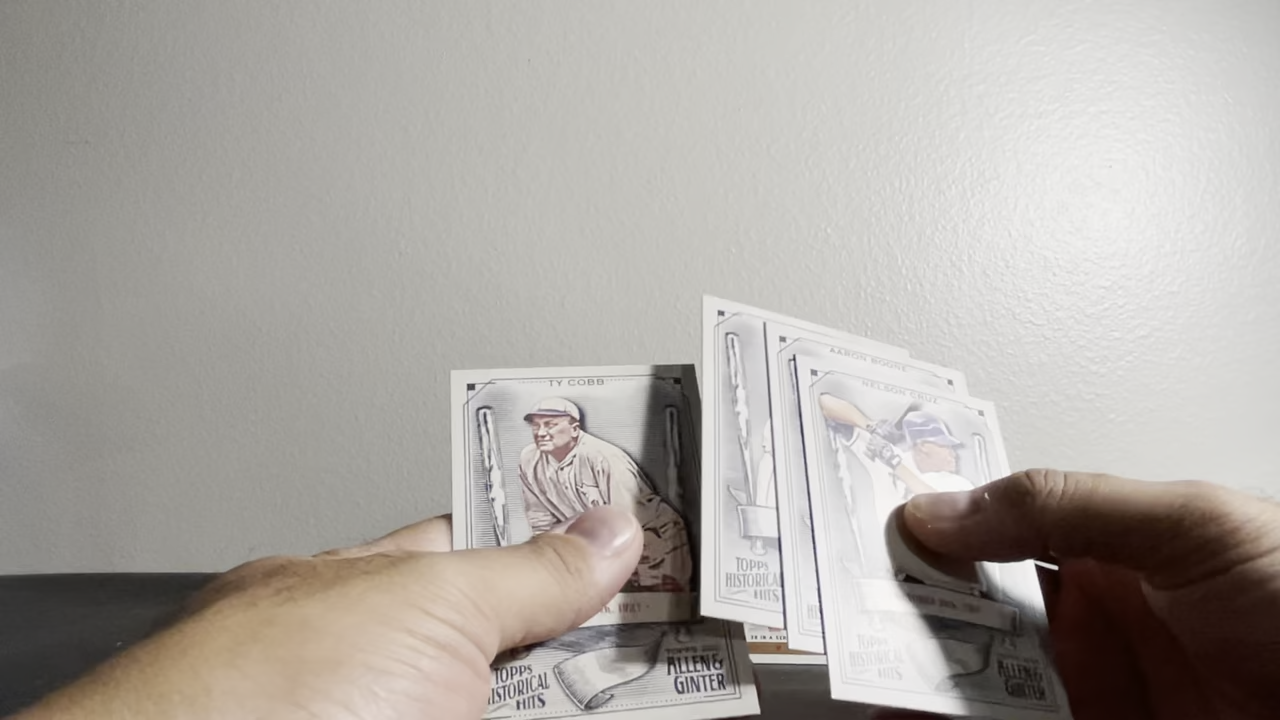 TY COBB
TOPPS
HISTORICAL
HITS
ALLEN &
GINTER
TOPPS
HISTORICAL
HITS
AARON BOONE
NELSON CRUZ
TOPPS
HISTORICAL
HITS
ALLEN &
GINTER